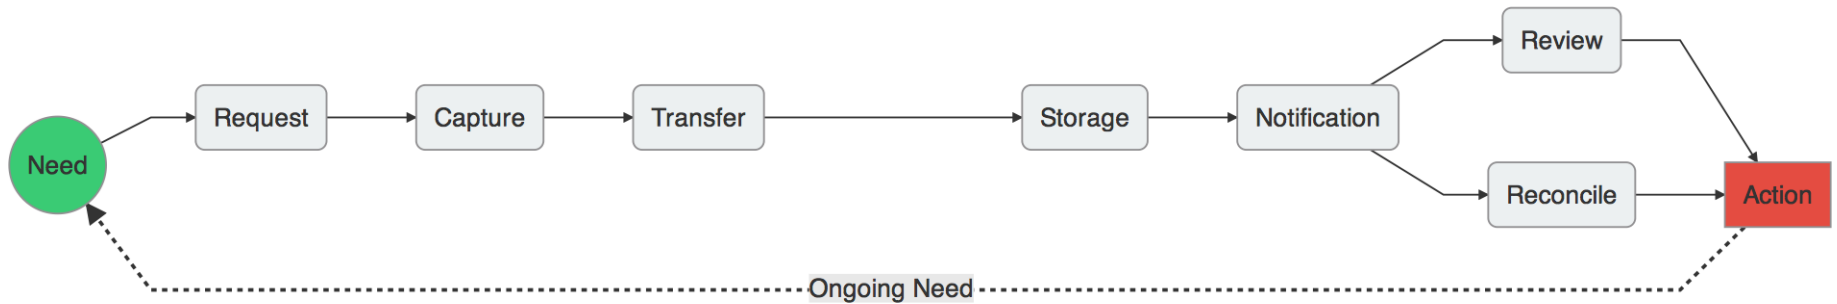 Need
Request
Capture
Transfer
Storage
Notification
Review
Reconcile
Action
Ongoing Need